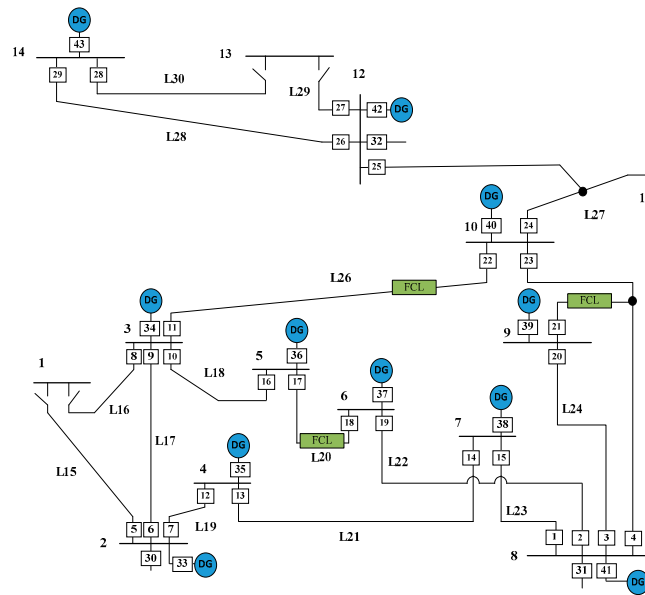 DG
14
43
13
29
28
12
L30
L29
27
42
DG
L28
26
32
25
DG
1
10
40
24
L27
22
23
L26
FCL
DG
DG
FCL
3
34
11
DG
9
39
21
8
9
10
36
20
1
5
L18
16
17
DG
L16
6
37
DG
L24
18
19
L17
7
38
FCL
L20
DG
L15
4
35
L22
14
15
12
13
L19
L23
L21
5
6
7
1
2
3
4
2
8
30
33
DG
31
41
DG